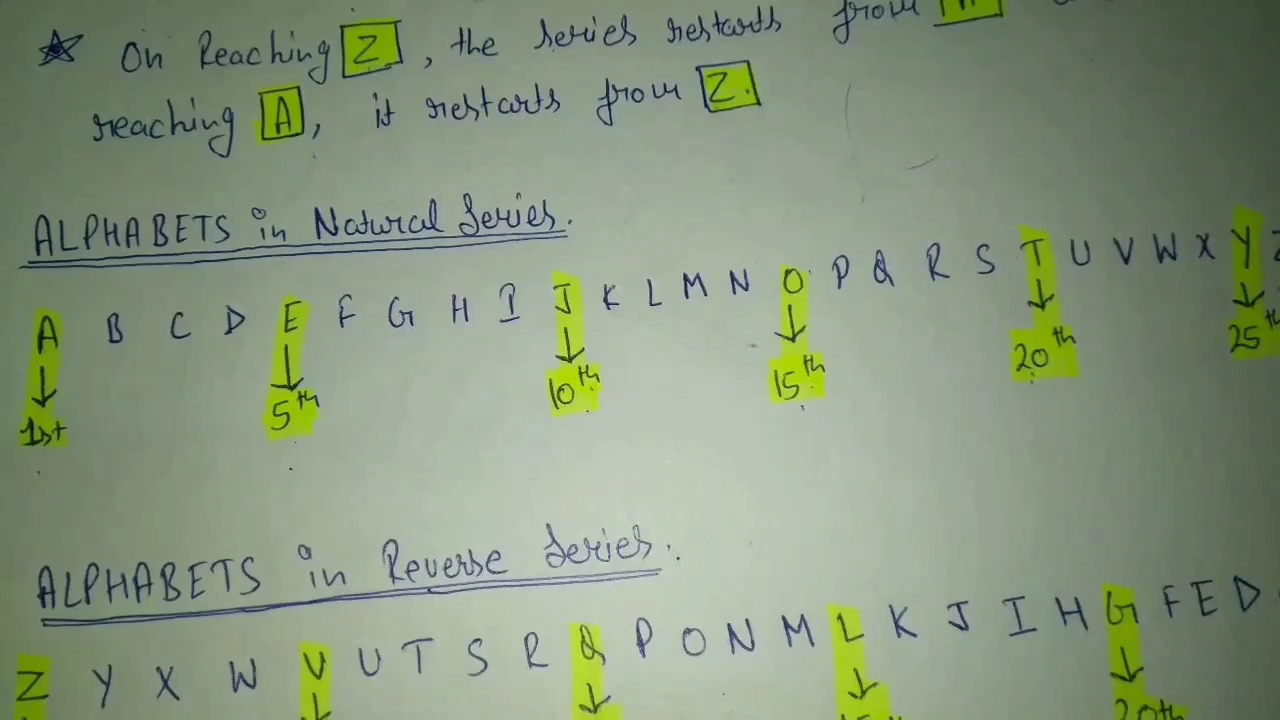 On Reaching Z, the series restarts from
reaching A, it restarts from Z.
ALPHABETS in Natural Series.
A B C D E F G H I J K L M N O P Q R S T U V W X Y Z
1st 5th 10th 15th 20th 25th
ALPHABETS in Reverse Series.
Z Y X W V U T S R Q P O N M L K J I H G F E D
20th